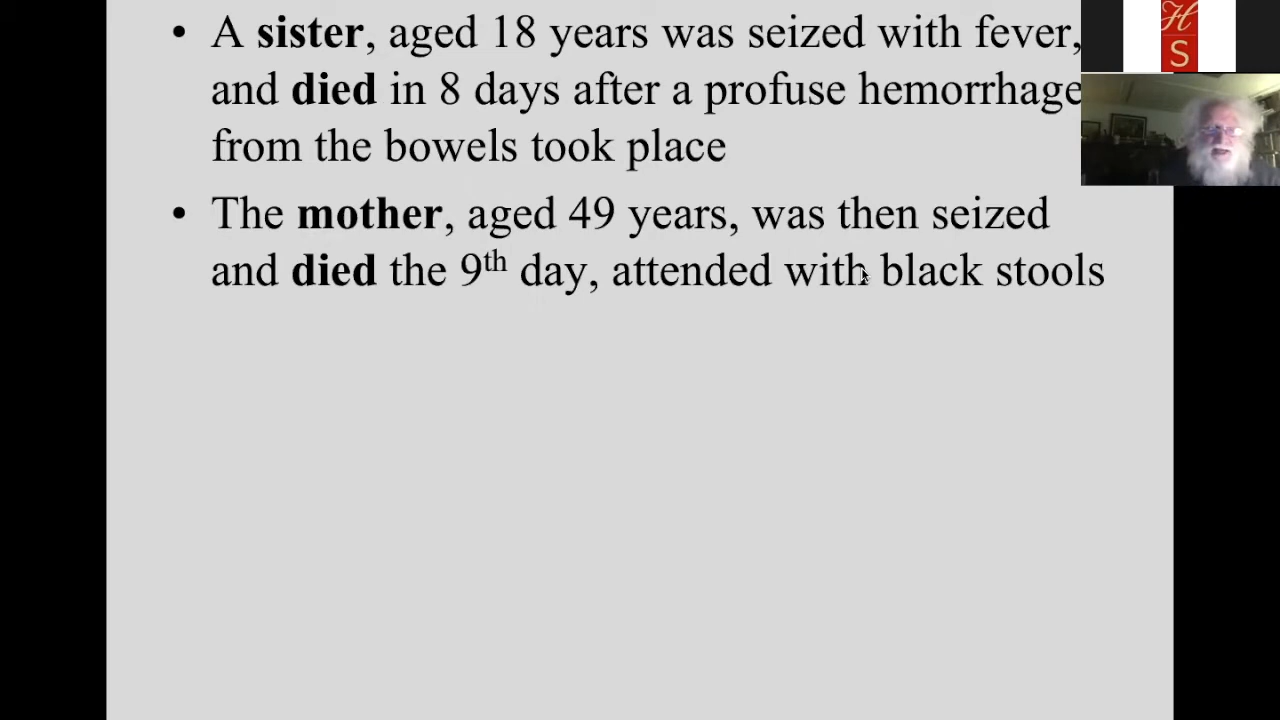 • A sister, aged 18 years was seized with fever,
and died in 8 days after a profuse hemorrhage
from the bowels took place
• The mother, aged 49 years, was then seized
and died the 9th day, attended with black stools
H
S